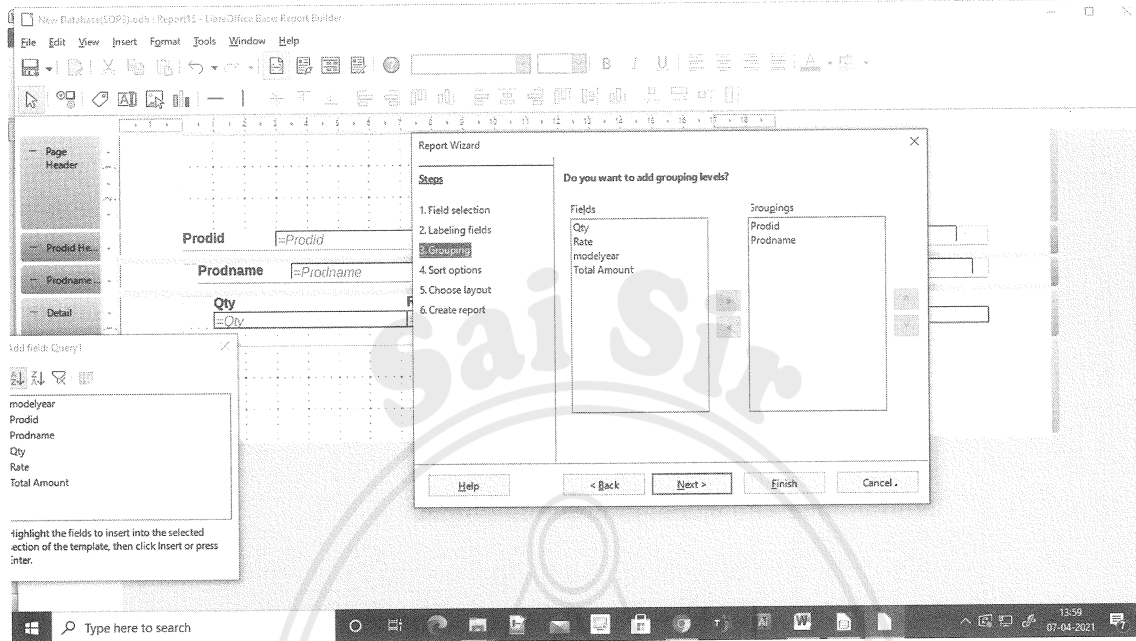 New Database(SOP3).odb : Report15 - LibreOffice Base: Report Builder
File Edit View Insert Format Tools Window Help
Page
Header
Prodid He...
Prodname ...
Detail
Prodid =Prodid
Prodname =Prodname
Qty
=Qty
Report Wizard
Steps
1. Field selection
2. Labeling fields
3. Grouping
4. Sort options
5. Choose layout
6. Create report
Do you want to add grouping levels?
Fields
Qty
Rate
modelyear
Total Amount
Groupings
Prodid
Prodname
Help < Back Next > Finish Cancel
Add field: Query1
modelyear
Prodid
Prodname
Qty
Rate
Total Amount
Highlight the fields to insert into the selected
section of the template, then click Insert or press
Enter.
Sai Sir
Type here to search
13:59
07-04-2021